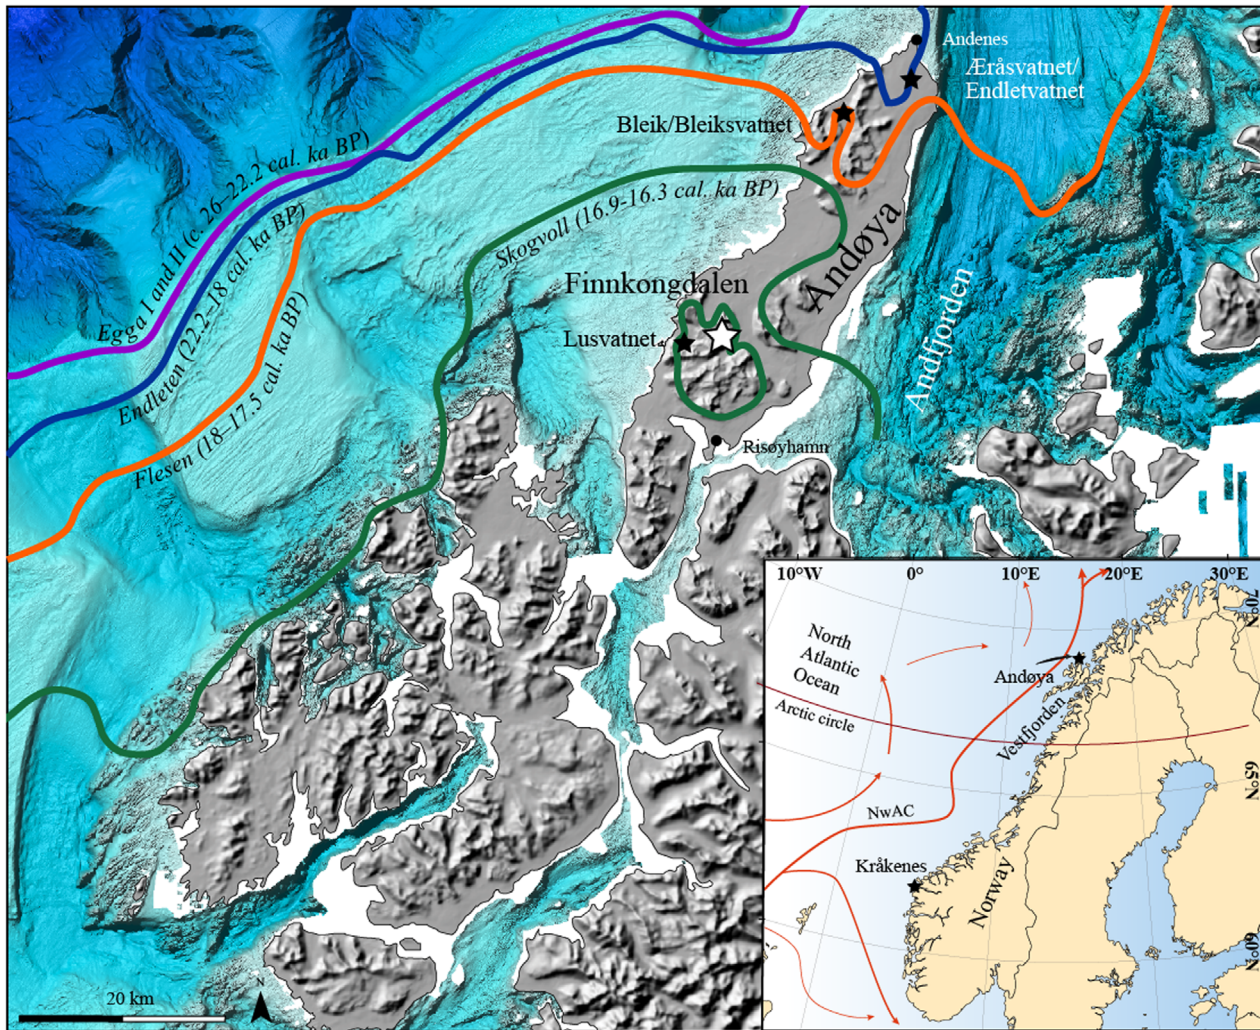 Andenes
Æråsvatnet/
Endletvatnet
Bleik/Bleiksvatnet
Egga I and II (c. 26–22.2 cal. ka BP)
Endleten (22.2–18 cal. ka BP)
Flesen (18–17.5 cal. ka BP)
Skogvoll (16.9-16.3 cal. ka BP)
Andøya
Finnkongdalen
Lusvatnet
Andfjorden
Risøyhamn
20 km
N
10°W 0° 10°E 20°E 30°E
70°N
North
Atlantic
Ocean
Andøya
Arctic circle
Vestfjorden
65°N
NwAC
Kråkenes
Norway
60°N